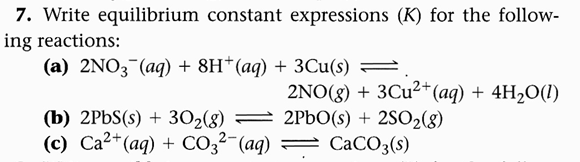 7. Write equilibrium constant expressions (K) for the follow-
ing reactions:
(a) 2NO₃⁻(aq) + 8H⁺(aq) + 3Cu(s) ⇌
2NO(g) + 3Cu²⁺(aq) + 4H₂O(l)
(b) 2PbS(s) + 3O₂(g) ⇌ 2PbO(s) + 2SO₂(g)
(c) Ca²⁺(aq) + CO₃²⁻(aq) ⇌ CaCO₃(s)